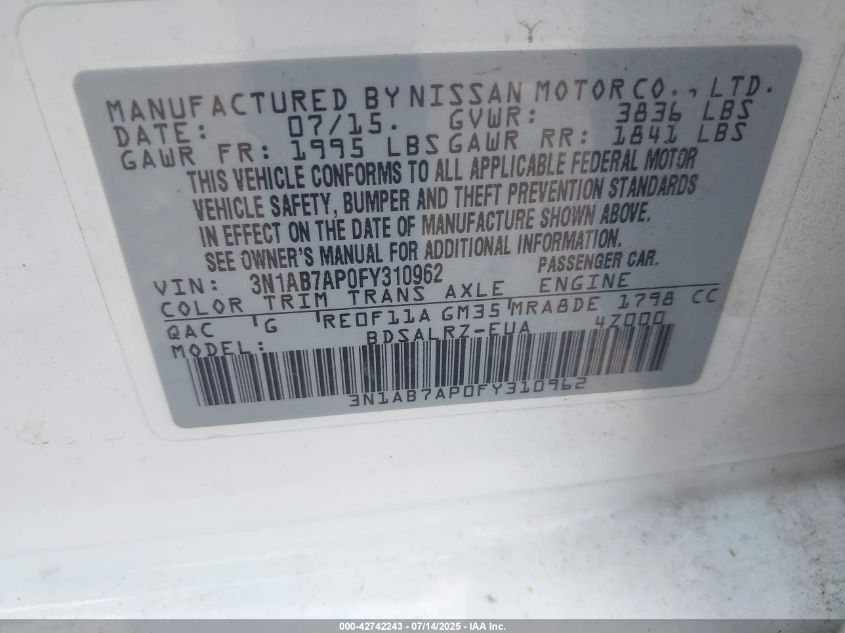 MANUFACTURED BY NISSAN MOTOR CO., LTD.
DATE: 07/15. GVWR: 3836 LBS
GAWR FR: 1995 LBS GAWR RR: 1841 LBS
THIS VEHICLE CONFORMS TO ALL APPLICABLE FEDERAL MOTOR
VEHICLE SAFETY, BUMPER AND THEFT PREVENTION STANDARDS
IN EFFECT ON THE DATE OF MANUFACTURE SHOWN ABOVE.
SEE OWNER'S MANUAL FOR ADDITIONAL INFORMATION.
VIN: 3N1AB7AP0FY310962 PASSENGER CAR.
COLOR TRIM TRANS AXLE ENGINE
QAC G RE0F11A GM35 MRA8DE 1798 CC
MODEL: BDSALRZ-EUA 4Z000
3N1AB7AP0FY310962
000-42742243 - 07/14/2025 - IAA Inc.